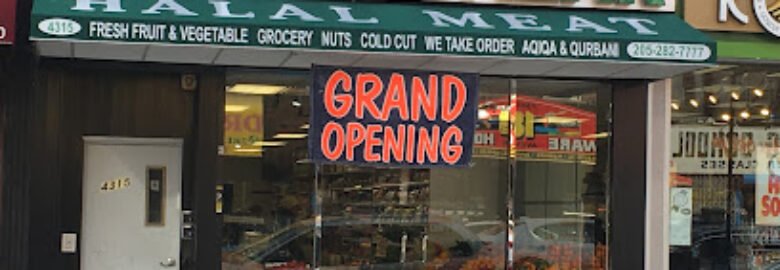 HALAL MEAT
4315 FRESH FRUIT & VEGETABLE GROCERY NUTS COLD CUT WE TAKE ORDER AQIQA & QURBANI 205-282-7777
GRAND
OPENING
4315
WARE
K